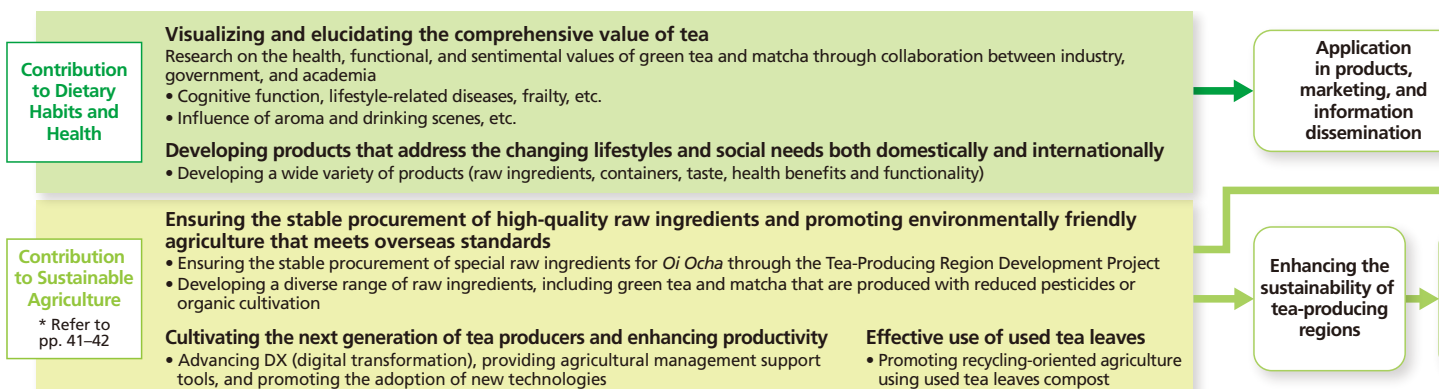 Contribution
to Dietary
Habits and
Health
Visualizing and elucidating the comprehensive value of tea
Research on the health, functional, and sentimental values of green tea and matcha through collaboration between industry,
government, and academia
• Cognitive function, lifestyle-related diseases, frailty, etc.
• Influence of aroma and drinking scenes, etc.
Developing products that address the changing lifestyles and social needs both domestically and internationally
• Developing a wide variety of products (raw ingredients, containers, taste, health benefits and functionality)
Application
in products,
marketing, and
information
dissemination
Contribution
to Sustainable
Agriculture
* Refer to
pp. 41–42
Ensuring the stable procurement of high-quality raw ingredients and promoting environmentally friendly
agriculture that meets overseas standards
• Ensuring the stable procurement of special raw ingredients for Oi Ocha through the Tea-Producing Region Development Project
• Developing a diverse range of raw ingredients, including green tea and matcha that are produced with reduced pesticides or
organic cultivation
Cultivating the next generation of tea producers and enhancing productivity
• Advancing DX (digital transformation), providing agricultural management support
tools, and promoting the adoption of new technologies
Effective use of used tea leaves
• Promoting recycling-oriented agriculture
using used tea leaves compost
Enhancing the
sustainability of
tea-producing
regions